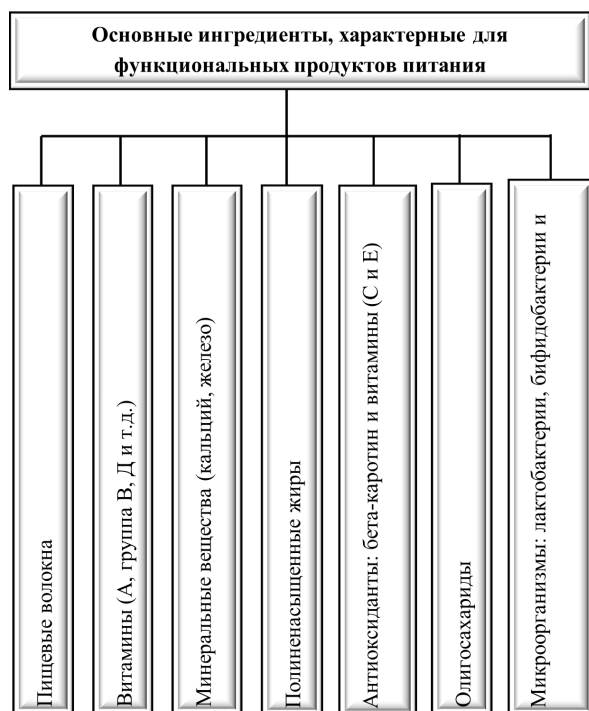 Основные ингредиенты, характерные для
функциональных продуктов питания
Пищевые волокна
Витамины (А, группа В, Д и т.д.)
Минеральные вещества (кальций, железо)
Полиненасыщенные жиры
Антиоксиданты: бета-каротин и витамины (С и Е)
Олигосахариды
Микроорганизмы: лактобактерии, бифидобактерии и